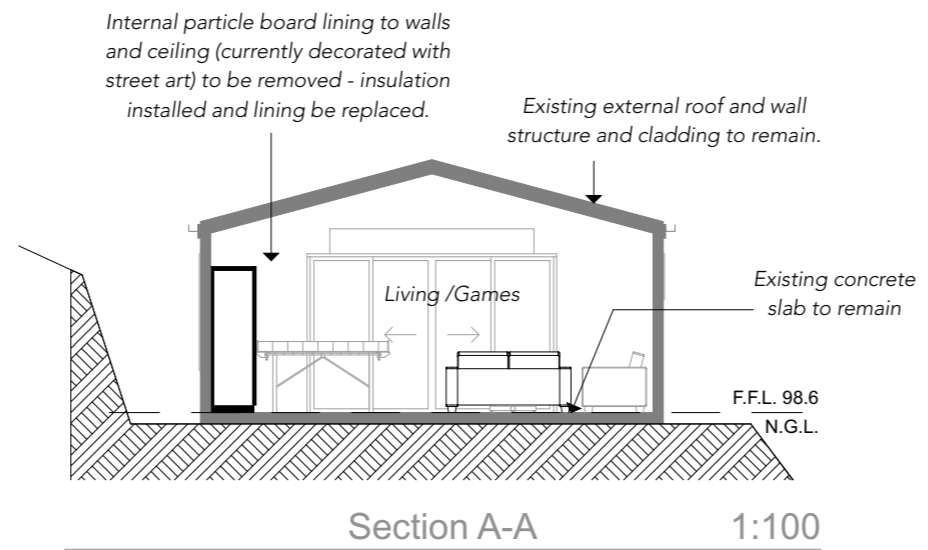 Internal particle board lining to walls
and ceiling (currently decorated with
street art) to be removed - insulation
installed and lining be replaced.
Existing external roof and wall
structure and cladding to remain.
Living /Games
Existing concrete
slab to remain
F.F.L. 98.6
N.G.L.
Section A-A 1:100